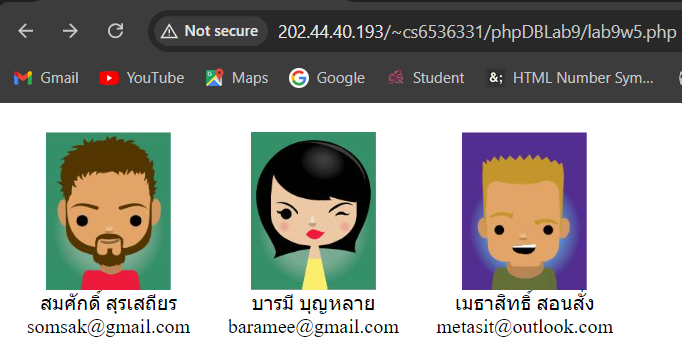 Not secure 202.44.40.193/~cs6536331/phpDBLab9/lab9w5.php
Gmail YouTube Maps Google Student &; HTML Number Sym...
สมศักดิ์ สุรเสถียร บารมี บุญหลาย เมธาสิทธิ์ สอนสั่ง
somsak@gmail.com baramee@gmail.com metasit@outlook.com